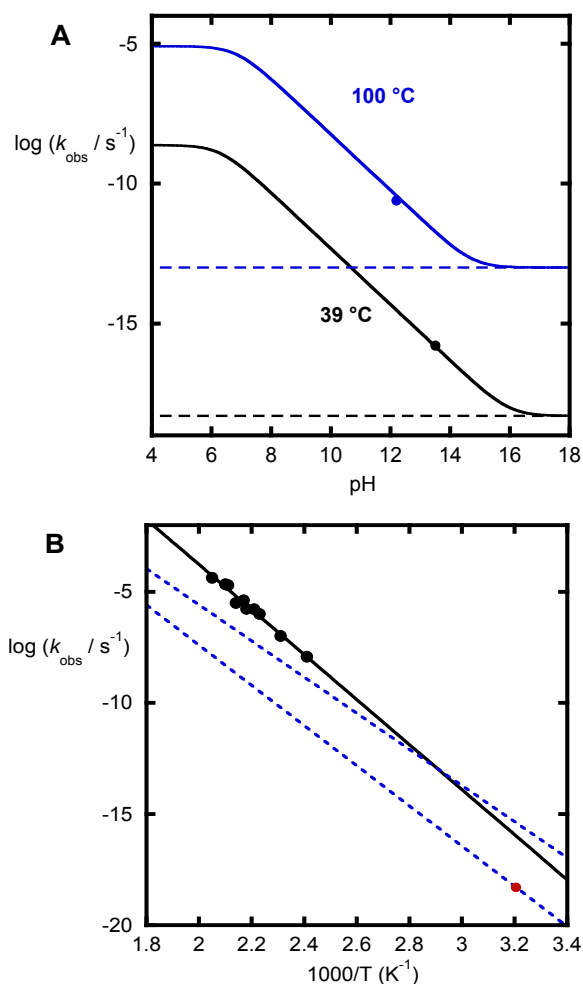 A
-5
100 °C
log (kobs / s-1)
-10
39 °C
-15
4 6 8 10 12 14 16 18
pH
B
-5
log (kobs / s-1)
-10
-15
-20
1.8 2 2.2 2.4 2.6 2.8 3 3.2 3.4
1000/T (K-1)